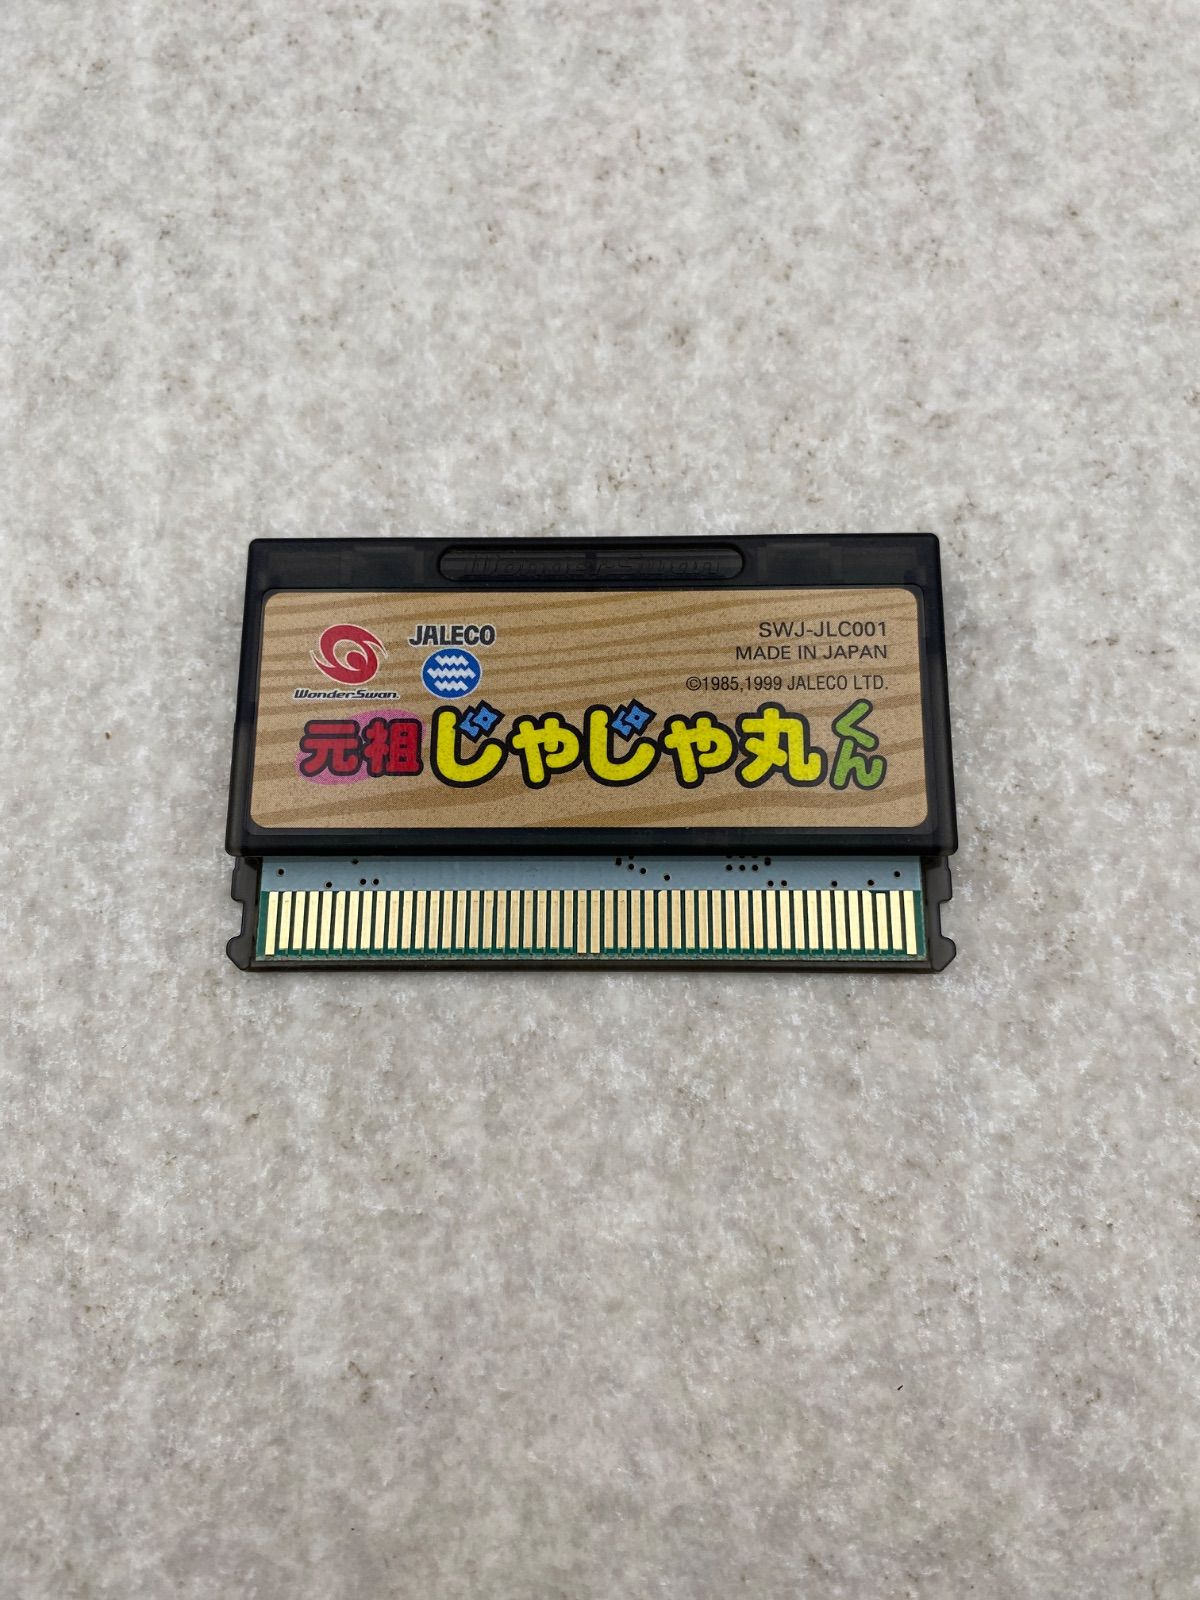 WonderSwan
WonderSwan
JALECO
SWJ-JLC001
MADE IN JAPAN
©1985,1999 JALECO LTD.
元祖じゃじゃ丸くん